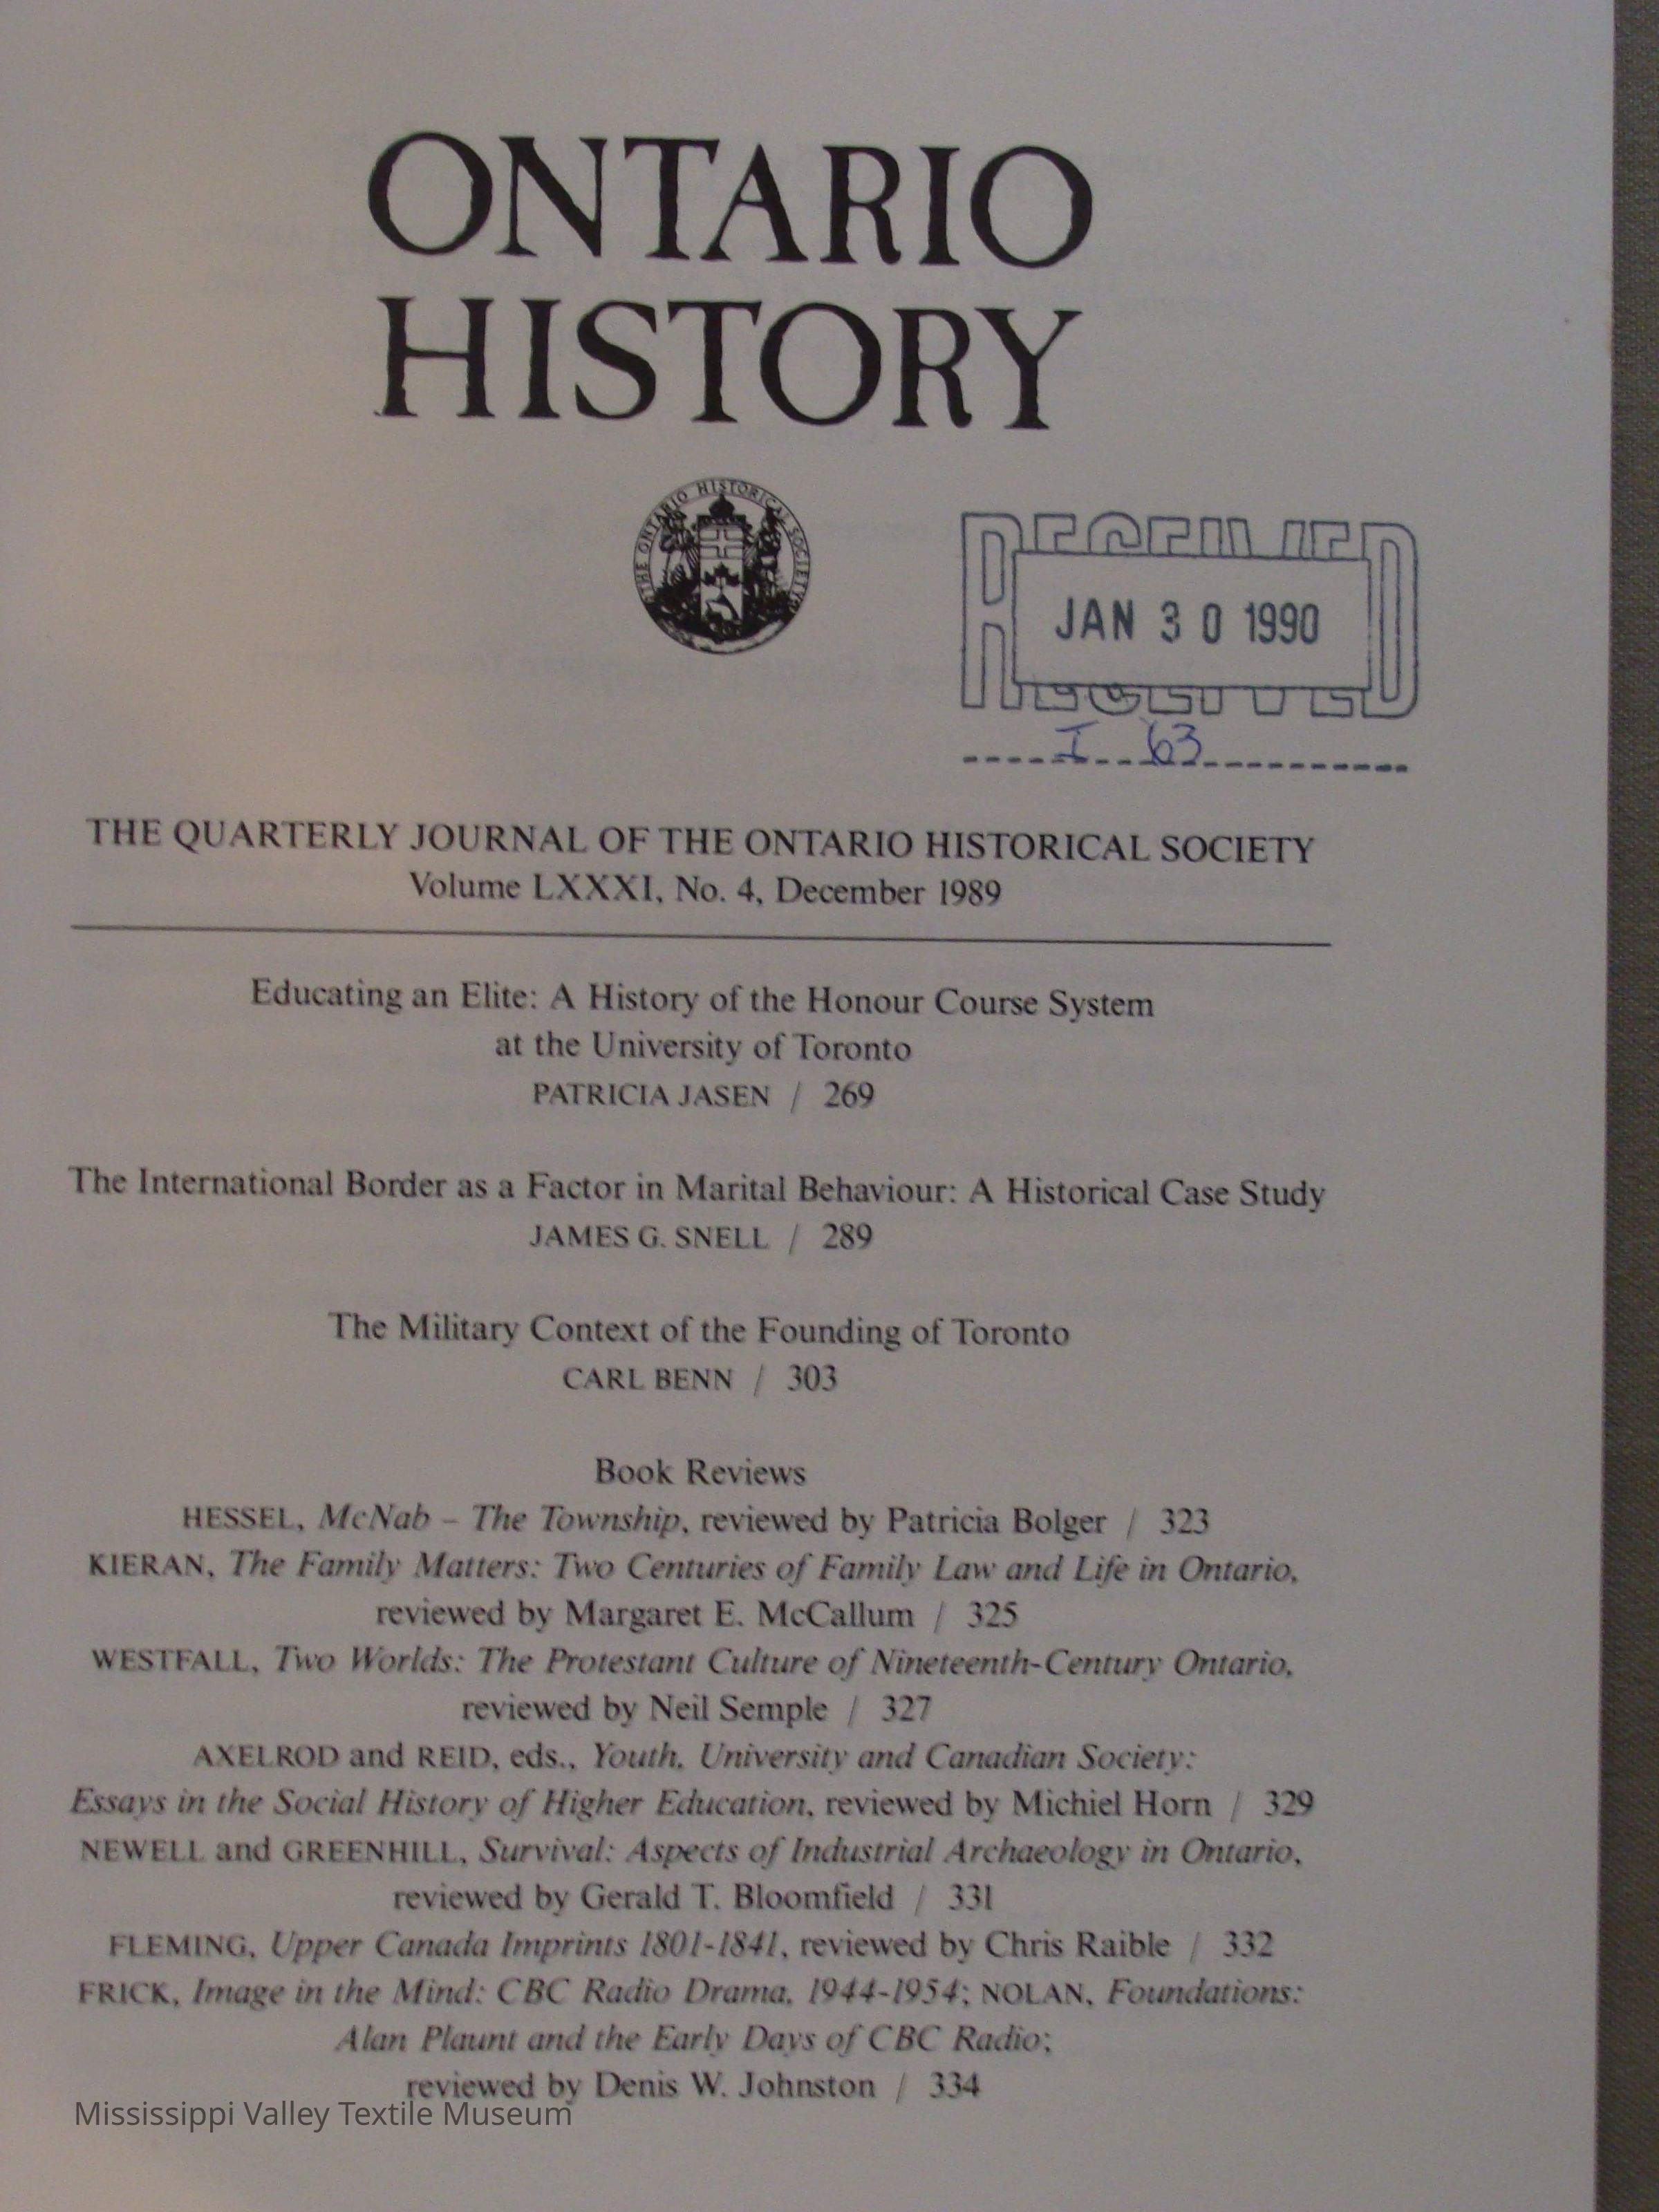 ONTARIO
HISTORY
THE ONTARIO HISTORICAL SOCIETY
RECEIVED
JAN 30 1990
RECEIVED
I 63
THE QUARTERLY JOURNAL OF THE ONTARIO HISTORICAL SOCIETY
Volume LXXXI, No. 4, December 1989
Educating an Elite: A History of the Honour Course System
at the University of Toronto
PATRICIA JASEN / 269
The International Border as a Factor in Marital Behaviour: A Historical Case Study
JAMES G. SNELL / 289
The Military Context of the Founding of Toronto
CARL BENN / 303
Book Reviews
HESSEL, McNab – The Township, reviewed by Patricia Bolger / 323
KIERAN, The Family Matters: Two Centuries of Family Law and Life in Ontario,
reviewed by Margaret E. McCallum / 325
WESTFALL, Two Worlds: The Protestant Culture of Nineteenth-Century Ontario,
reviewed by Neil Semple / 327
AXELROD and REID, eds., Youth, University and Canadian Society:
Essays in the Social History of Higher Education, reviewed by Michiel Horn / 329
NEWELL and GREENHILL, Survival: Aspects of Industrial Archaeology in Ontario,
reviewed by Gerald T. Bloomfield / 331
FLEMING, Upper Canada Imprints 1801-1841, reviewed by Chris Raible / 332
FRICK, Image in the Mind: CBC Radio Drama, 1944-1954; NOLAN, Foundations:
Alan Plaunt and the Early Days of CBC Radio;
reviewed by Denis W. Johnston / 334
Mississippi Valley Textile Museum